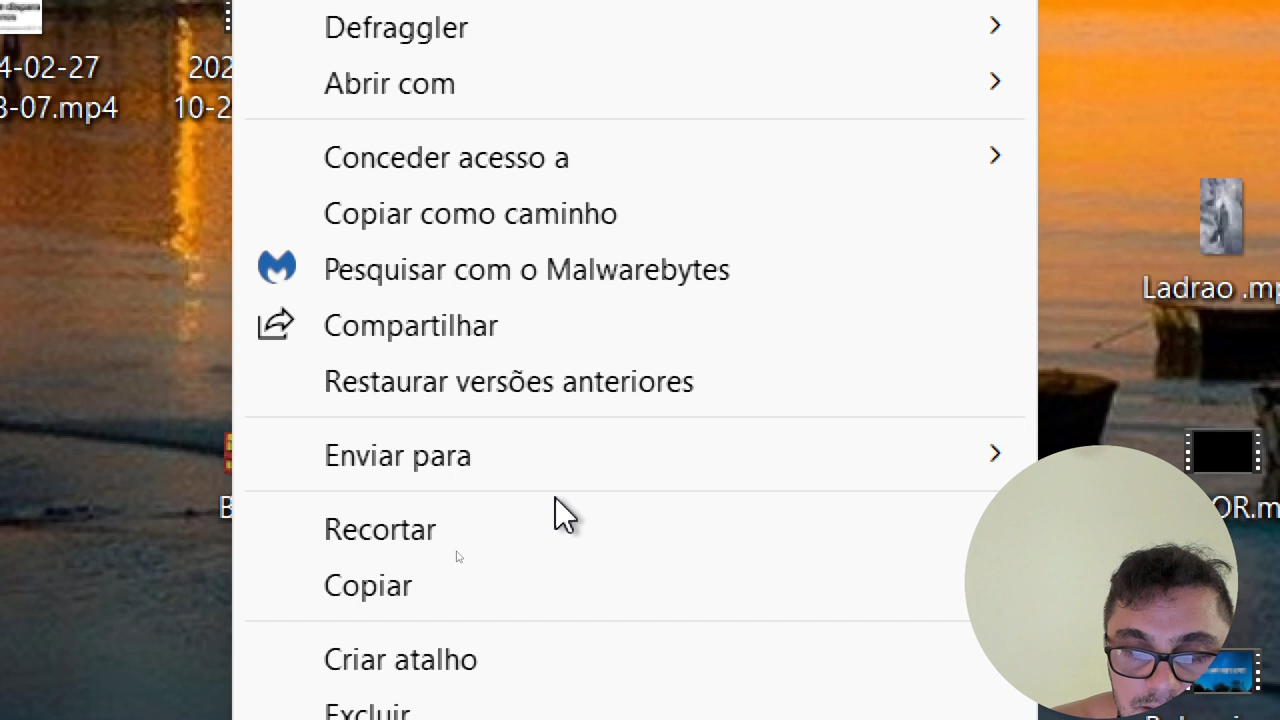 Defraggler
Abrir com
4-02-27
3-07.mp4
202
10-2
Conceder acesso a
Copiar como caminho
Pesquisar com o Malwarebytes
Compartilhar
Restaurar versões anteriores
Enviar para
Recortar
Copiar
Criar atalho
Excluir
Ladrao .mp
B
OR.m